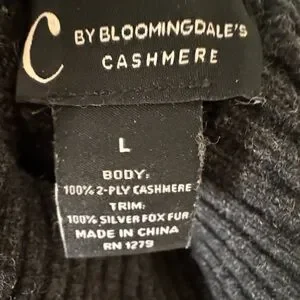 C BY BLOOMINGDALE'S
CASHMERE
L
BODY:
100% 2-PLY CASHMERE
TRIM:
100% SILVER FOX FUR
MADE IN CHINA
RN 1279